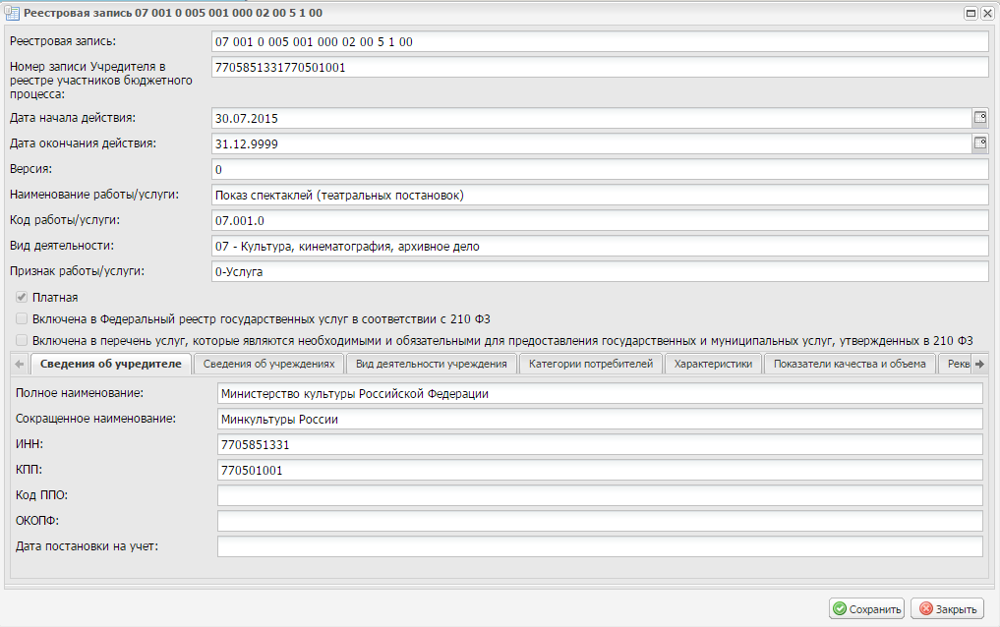 Реестровая запись 07 001 0 005 001 000 02 00 5 1 00
Реестровая запись: 07 001 0 005 001 000 02 00 5 1 00
Номер записи Учредителя в
реестре участников бюджетного
процесса:
7705851331770501001
Дата начала действия: 30.07.2015
Дата окончания действия: 31.12.9999
Версия: 0
Наименование работы/услуги: Показ спектаклей (театральных постановок)
Код работы/услуги: 07.001.0
Вид деятельности: 07 - Культура, кинематография, архивное дело
Признак работы/услуги: 0-Услуга
Платная
Включена в Федеральный реестр государственных услуг в соответствии с 210 ФЗ
Включена в перечень услуг, которые являются необходимыми и обязательными для предоставления государственных и муниципальных услуг, утвержденных в 210 ФЗ
Сведения об учредителе Сведения об учреждениях Вид деятельности учреждения Категории потребителей Характеристики Показатели качества и объема Рекв
Полное наименование: Министерство культуры Российской Федерации
Сокращенное наименование: Минкультуры России
ИНН: 7705851331
КПП: 770501001
Код ППО:
ОКОПФ:
Дата постановки на учет:
Сохранить Закрыть